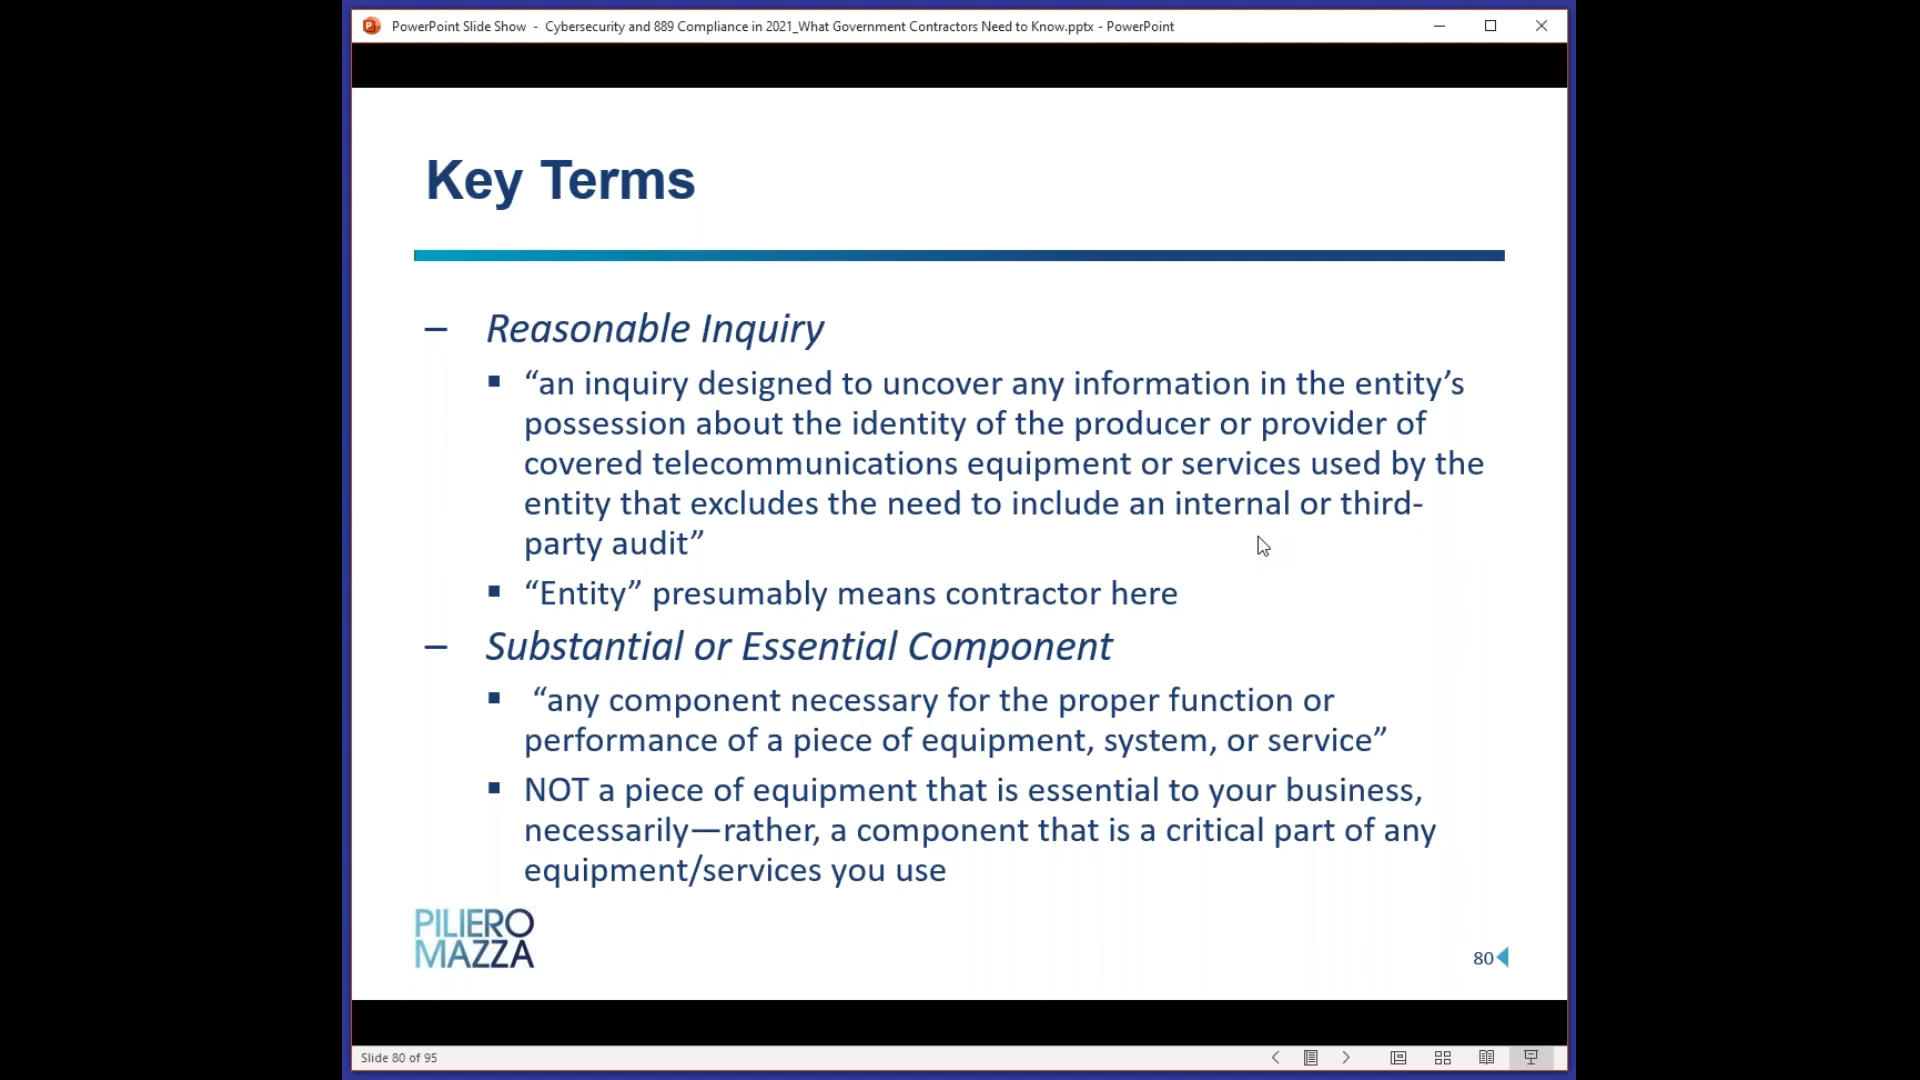 PowerPoint Slide Show - Cybersecurity and 889 Compliance in 2021_What Government Contractors Need to Know.pptx - PowerPoint
Key Terms
– Reasonable Inquiry
▪ “an inquiry designed to uncover any information in the entity’s
possession about the identity of the producer or provider of
covered telecommunications equipment or services used by the
entity that excludes the need to include an internal or third-
party audit”
▪ “Entity” presumably means contractor here
– Substantial or Essential Component
▪ “any component necessary for the proper function or
performance of a piece of equipment, system, or service”
▪ NOT a piece of equipment that is essential to your business,
necessarily—rather, a component that is a critical part of any
equipment/services you use
PILIERO
MAZZA
80
Slide 80 of 95